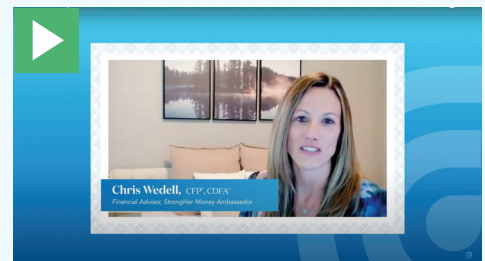 Chris Wedell, CFP®, CDFA®
Financial Advisor, StrongHer Money Ambassador